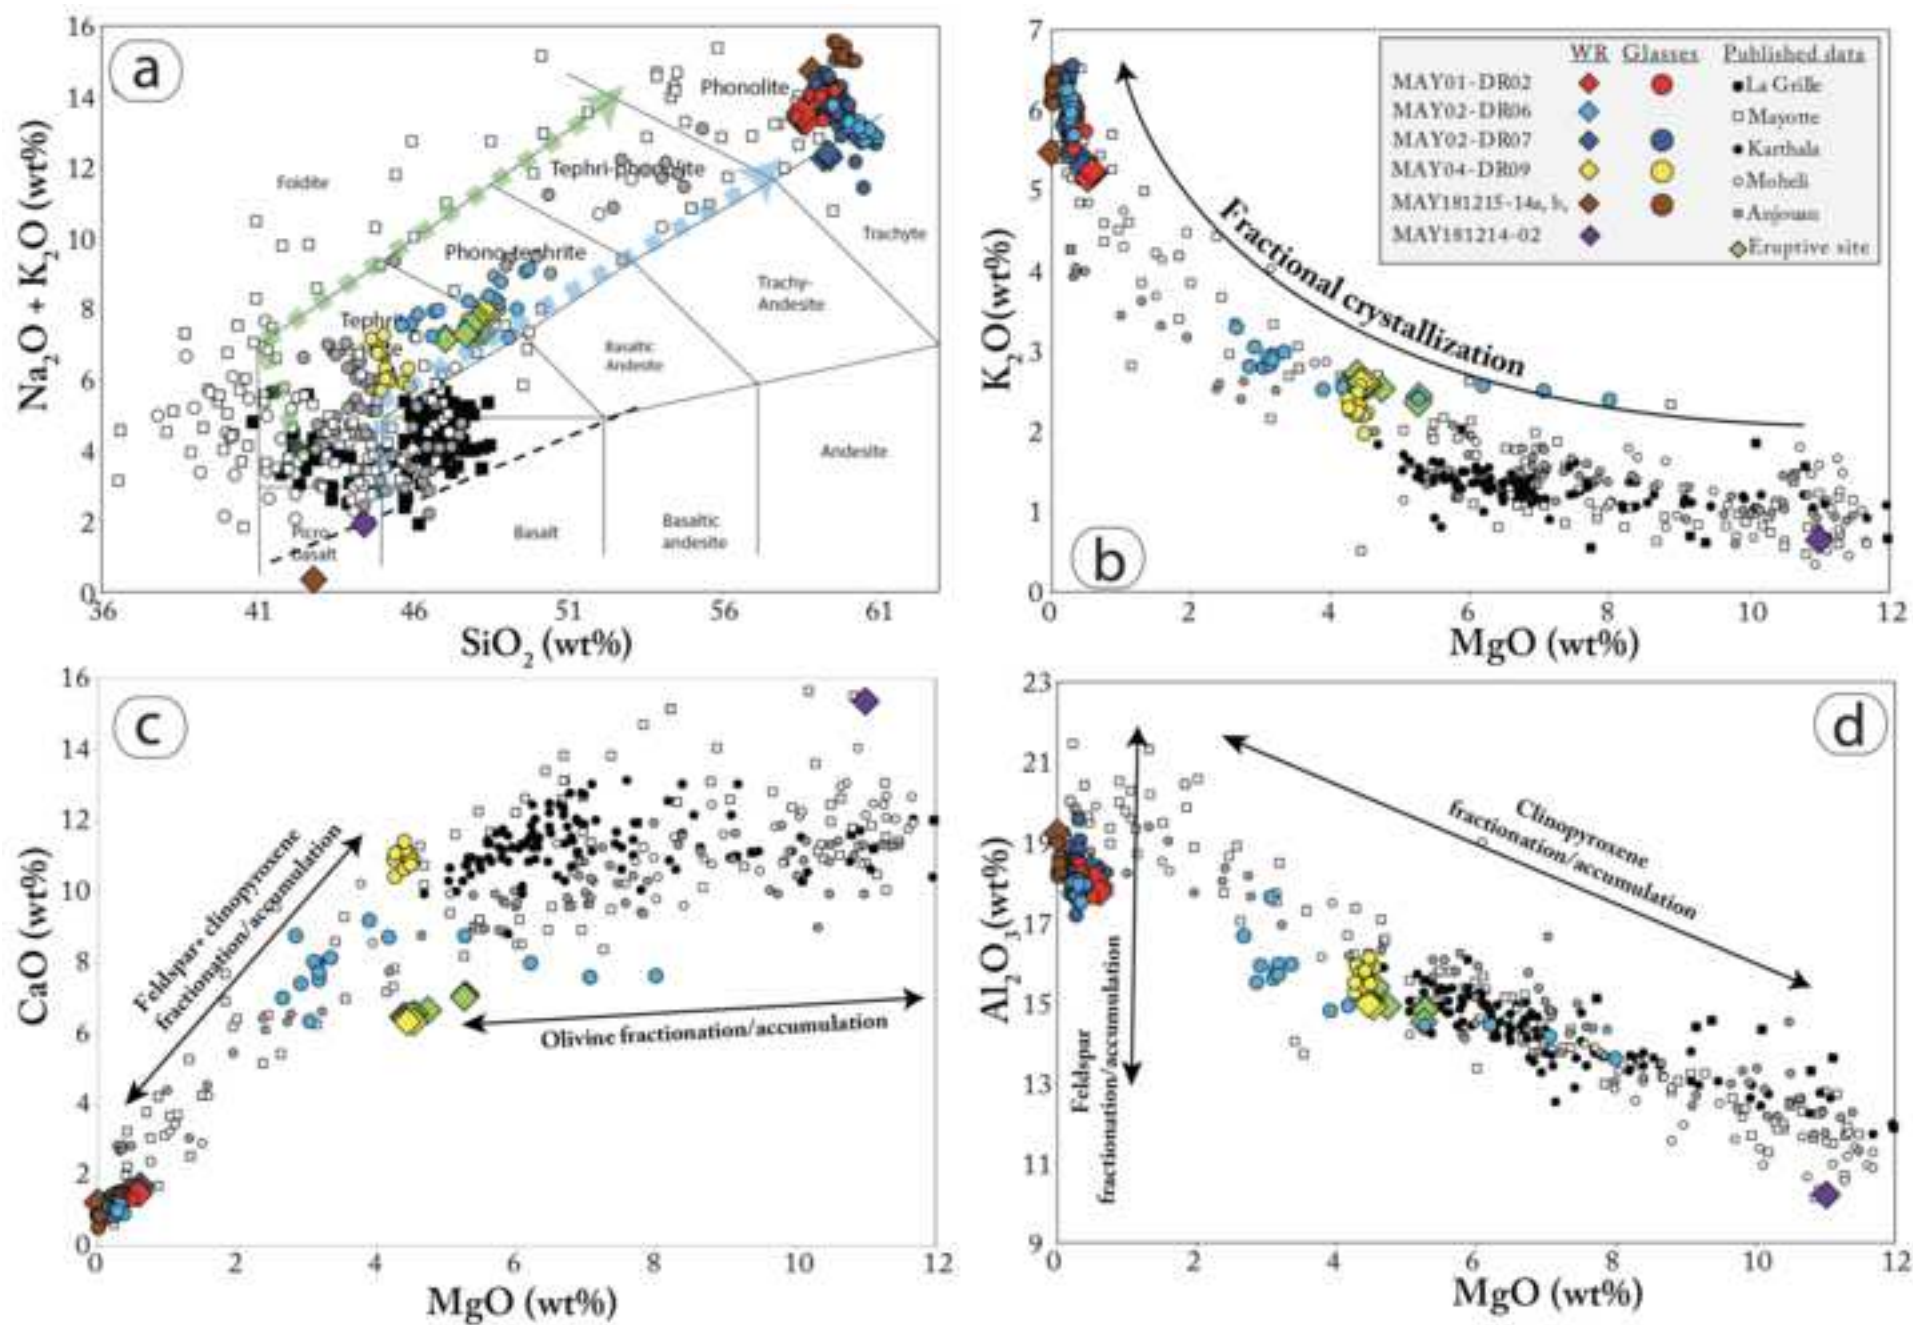 a
Na2O + K2O (wt%)
16
14
12
10
8
6
4
2
0
Foidite
Phonolite
Tephri-phonolite
Phono-tephrite
Trachyte
Trachy-
Andesite
Basaltic
Andesite
Andesite
Basaltic
andesite
Basalt
Picro
basalt
36
41
46
51
56
61
SiO2 (wt%)
b
K2O(wt%)
7
6
5
4
3
2
1
0
Fractional crystallization
WR Glasses Published data
MAY01-DR02 La Grille
MAY02-DR06 Mayotte
MAY02-DR07 Karthala
MAY04-DR09 Moheli
MAY181215-14a, b, Anjouan
MAY181214-02 Eruptive site
0
2
4
6
8
10
12
MgO (wt%)
c
CaO (wt%)
16
14
12
10
8
6
4
2
0
Feldspar+ clinopyroxene
fractionation/accumulation
Olivine fractionation/accumulation
0
2
4
6
8
10
12
MgO (wt%)
d
Al2O3(wt%)
23
21
19
17
15
13
11
9
Clinopyroxene
fractionation/accumulation
Feldspar
fractionation/accumulation
0
2
4
6
8
10
12
MgO (wt%)